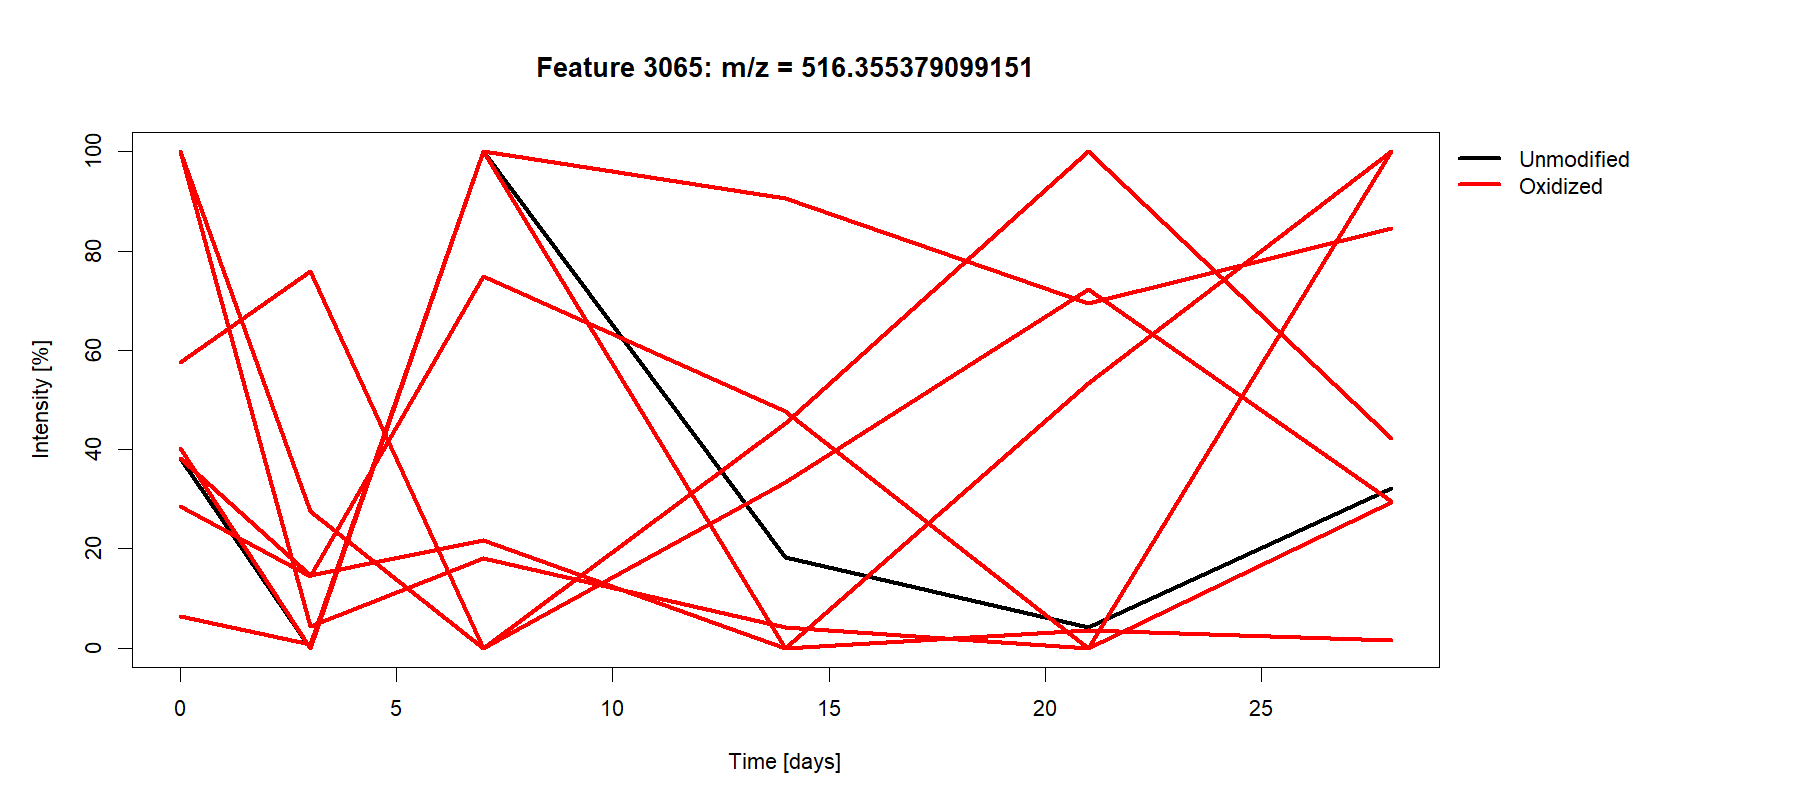 Feature 3065: m/z = 516.355379099151
100
80
60
40
20
0
Intensity [%]
0 5 10 15 20 25
Time [days]
Unmodified
Oxidized